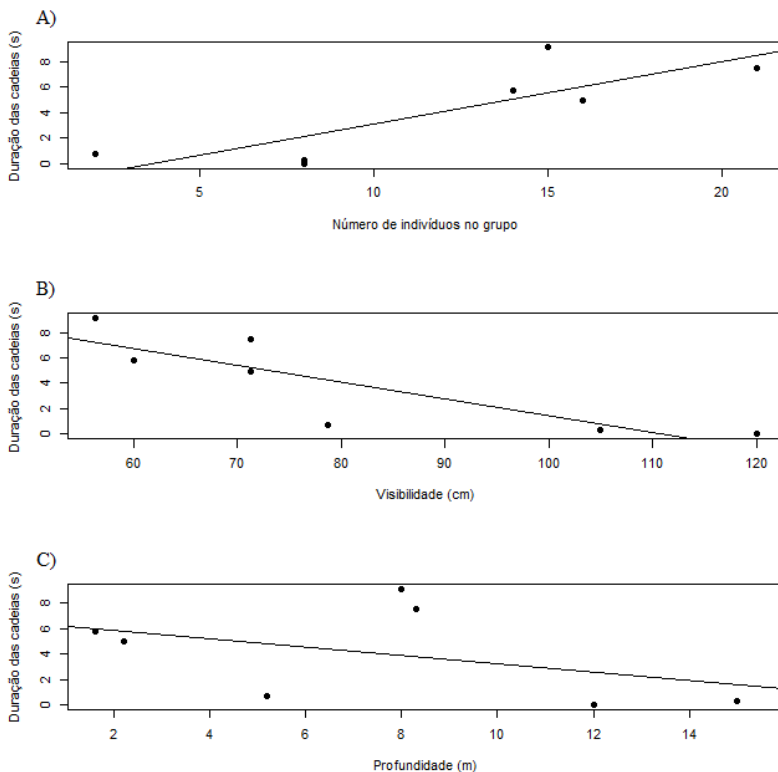 A)
Duração das cadeias (s)
8
6
4
2
0
5 10 15 20
Número de indivíduos no grupo
B)
Duração das cadeias (s)
8
6
4
2
0
60 70 80 90 100 110 120
Visibilidade (cm)
C)
Duração das cadeias (s)
8
6
4
2
0
2 4 6 8 10 12 14
Profundidade (m)